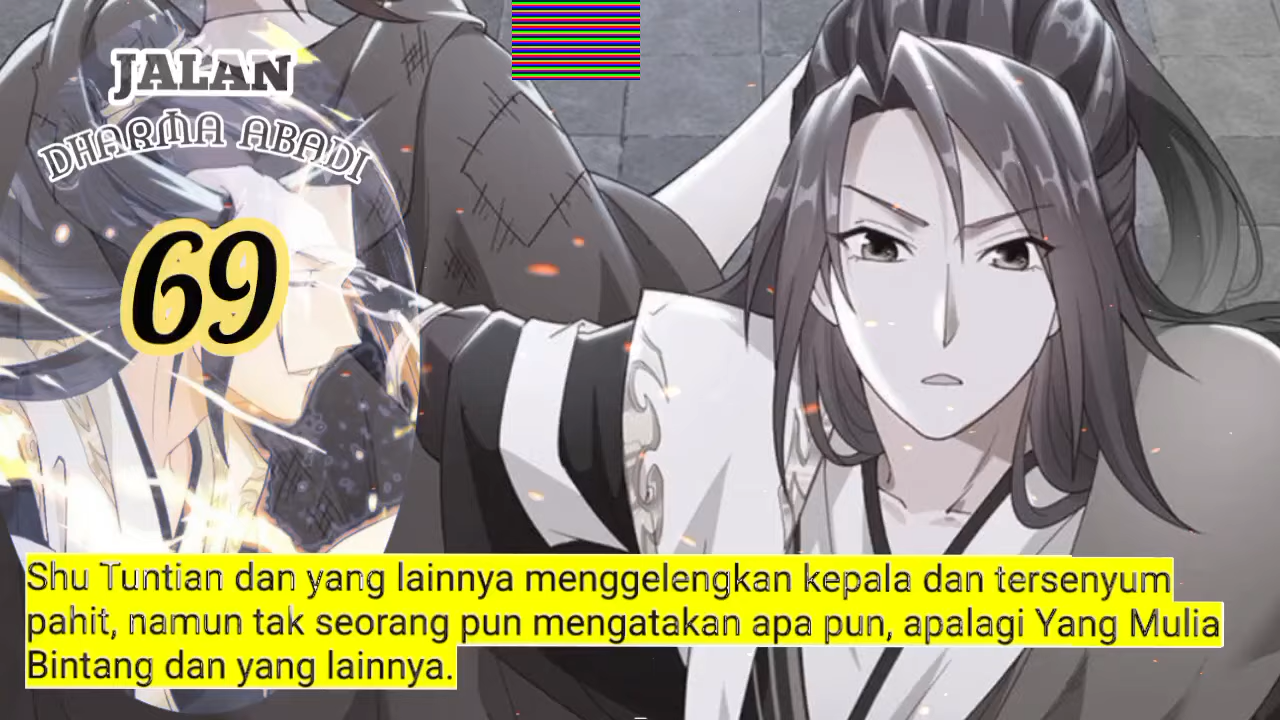 JALAN
DHARMA ABADI
69
Shu Tuntian dan yang lainnya menggelengkan kepala dan tersenyum
pahit, namun tak seorang pun mengatakan apa pun, apalagi Yang Mulia
Bintang dan yang lainnya.